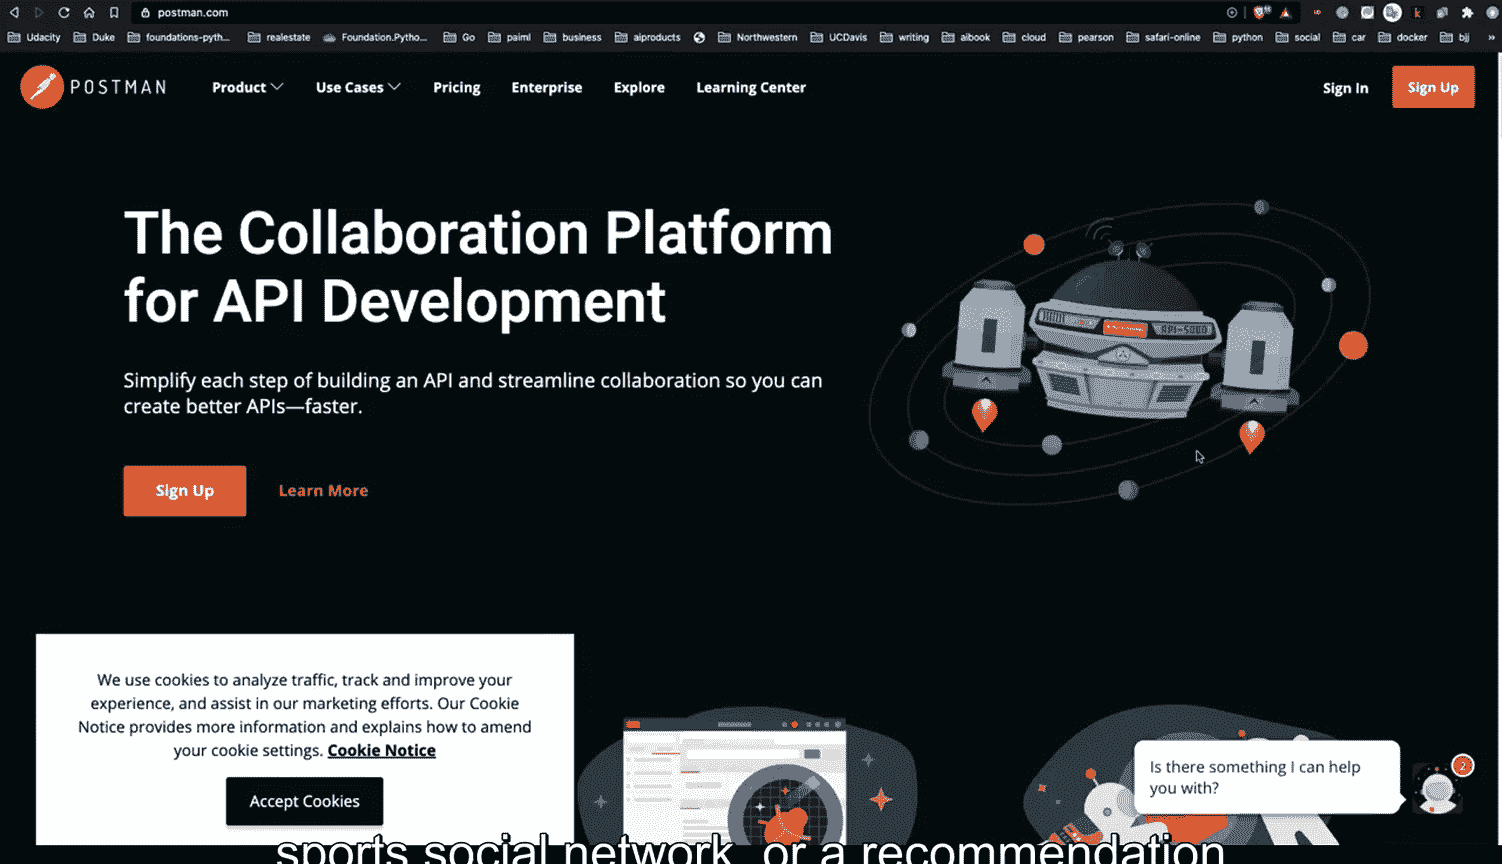 postman.com
Udacity Duke foundations-pyth... realestate Foundation.Pytho... Go paiml business aiproducts Northwestern UCDavis writing aibook cloud pearson safari-online python social car docker bjj »
POSTMAN Product Use Cases Pricing Enterprise Explore Learning Center Sign In Sign Up
The Collaboration Platform
for API Development
Simplify each step of building an API and streamline collaboration so you can
create better APIs—faster.
Sign Up Learn More
We use cookies to analyze traffic, track and improve your
experience, and assist in our marketing efforts. Our Cookie
Notice provides more information and explains how to amend
your cookie settings. Cookie Notice
Accept Cookies
Is there something I can help
you with?
2
sports social network, or a recommendation